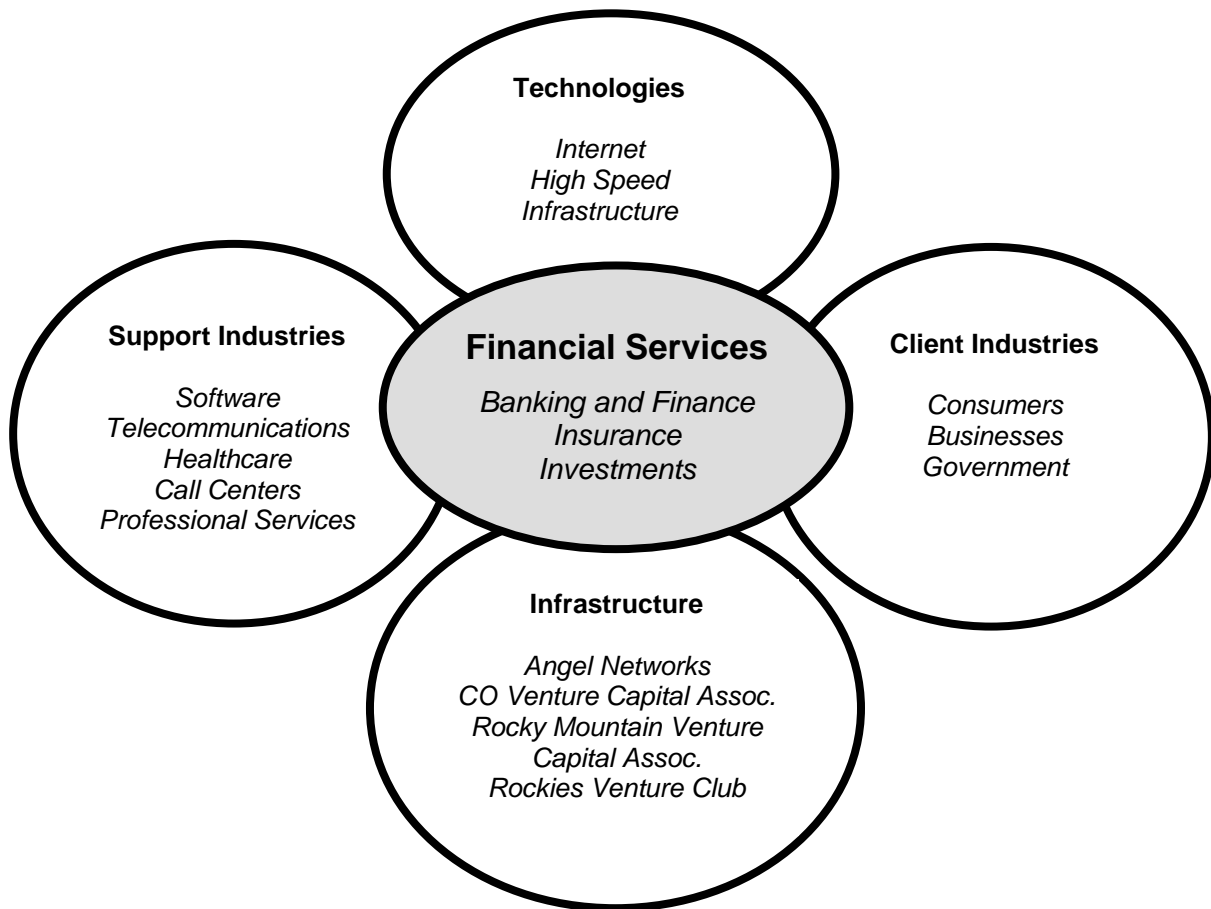 Technologies
Internet
High Speed
Infrastructure
Support Industries
Software
Telecommunications
Healthcare
Call Centers
Professional Services
Financial Services
Banking and Finance
Insurance
Investments
Client Industries
Consumers
Businesses
Government
Infrastructure
Angel Networks
CO Venture Capital Assoc.
Rocky Mountain Venture
Capital Assoc.
Rockies Venture Club